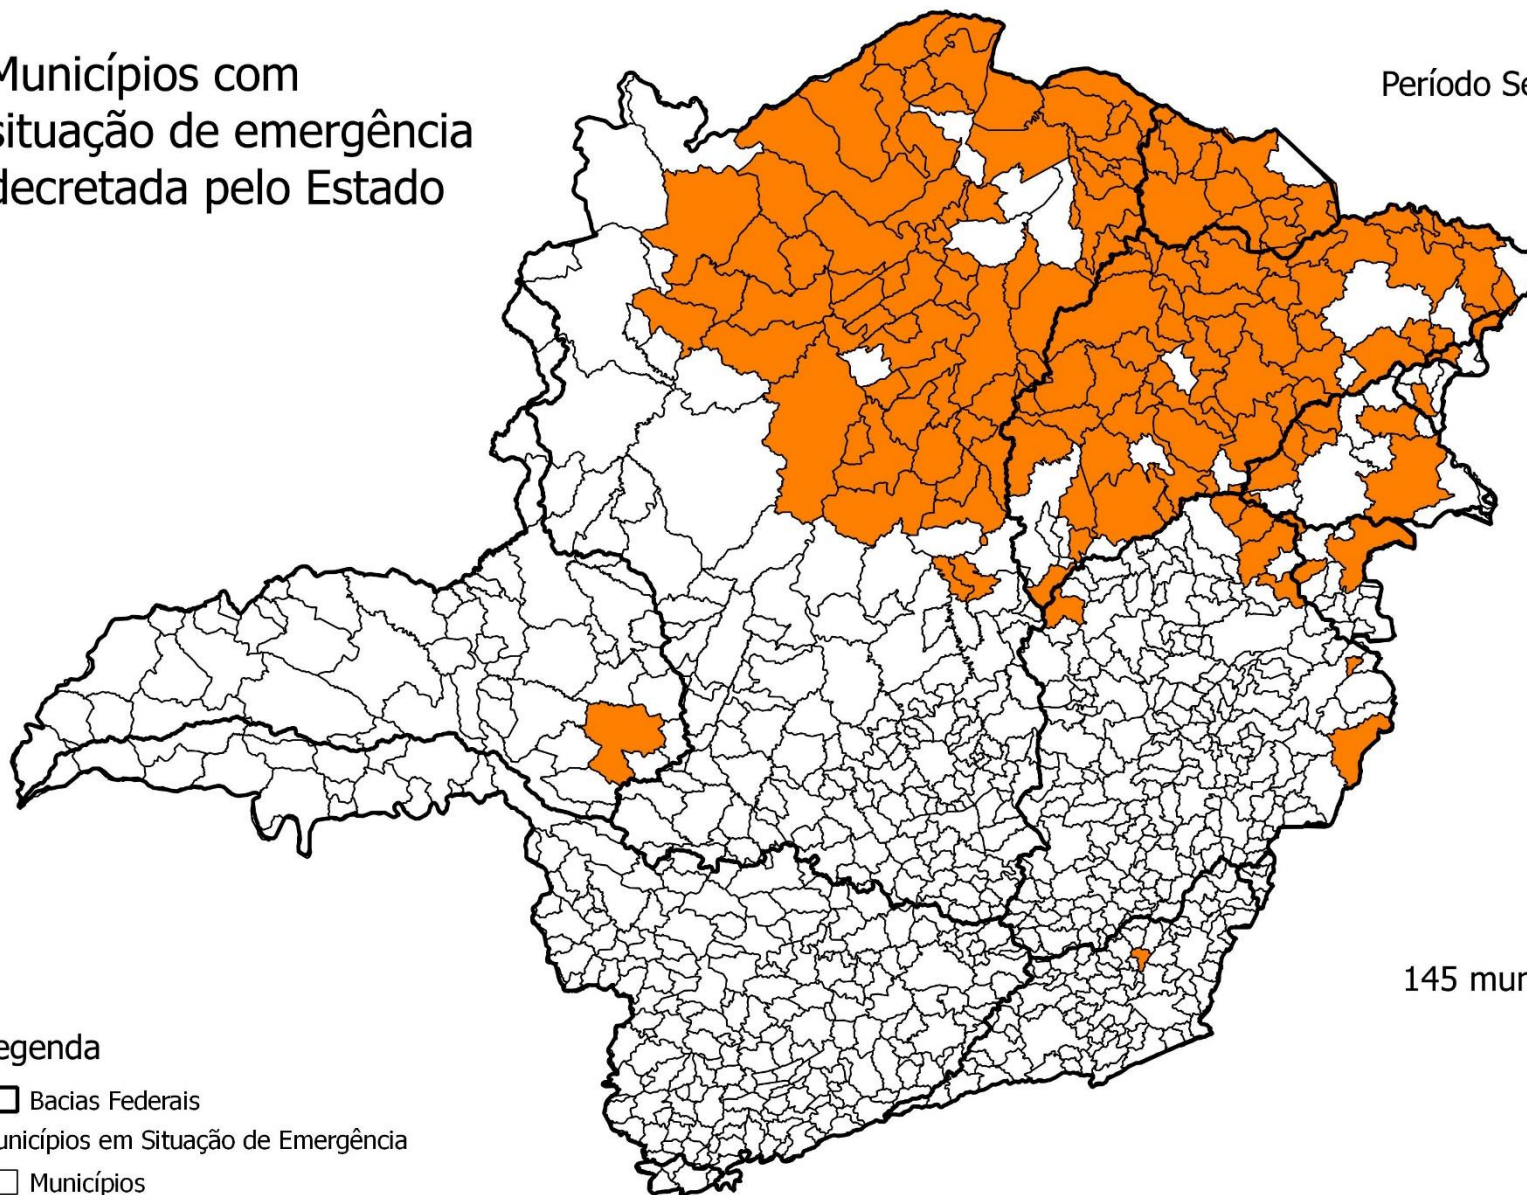 Municípios com
situação de emergência
decretada pelo Estado
Período Se
145 mun
egenda
Bacias Federais
unicípios em Situação de Emergência
Municípios